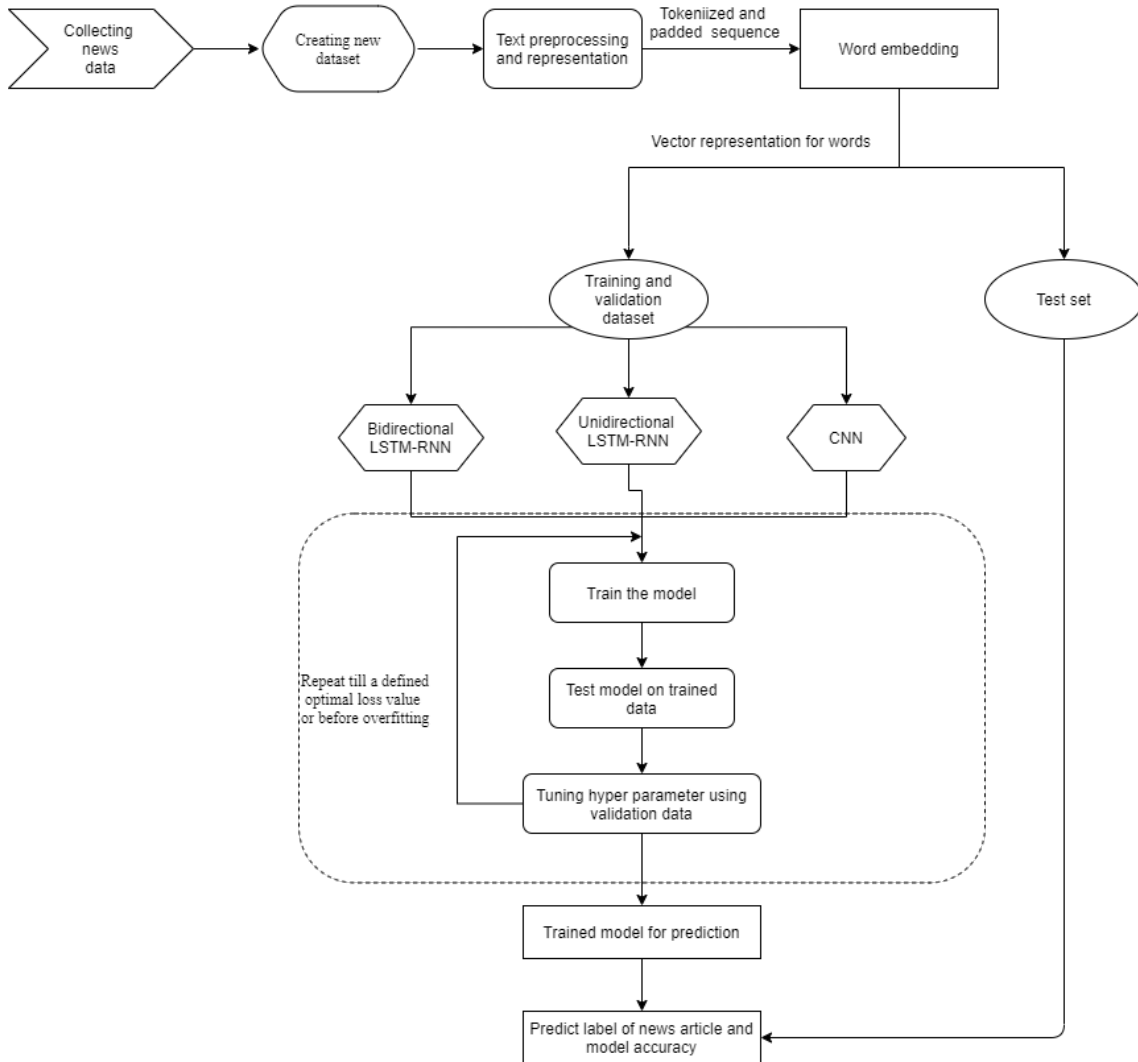 Collecting
news
data
Creating new
dataset
Text preprocessing
and representation
Tokeniized and
padded sequence
Word embedding
Vector representation for words
Training and
validation
dataset
Test set
Bidirectional
LSTM-RNN
Unidirectional
LSTM-RNN
CNN
Train the model
Repeat till a defined
optimal loss value
or before overfitting
Test model on trained
data
Tuning hyper parameter using
validation data
Trained model for prediction
Predict label of news article and
model accuracy